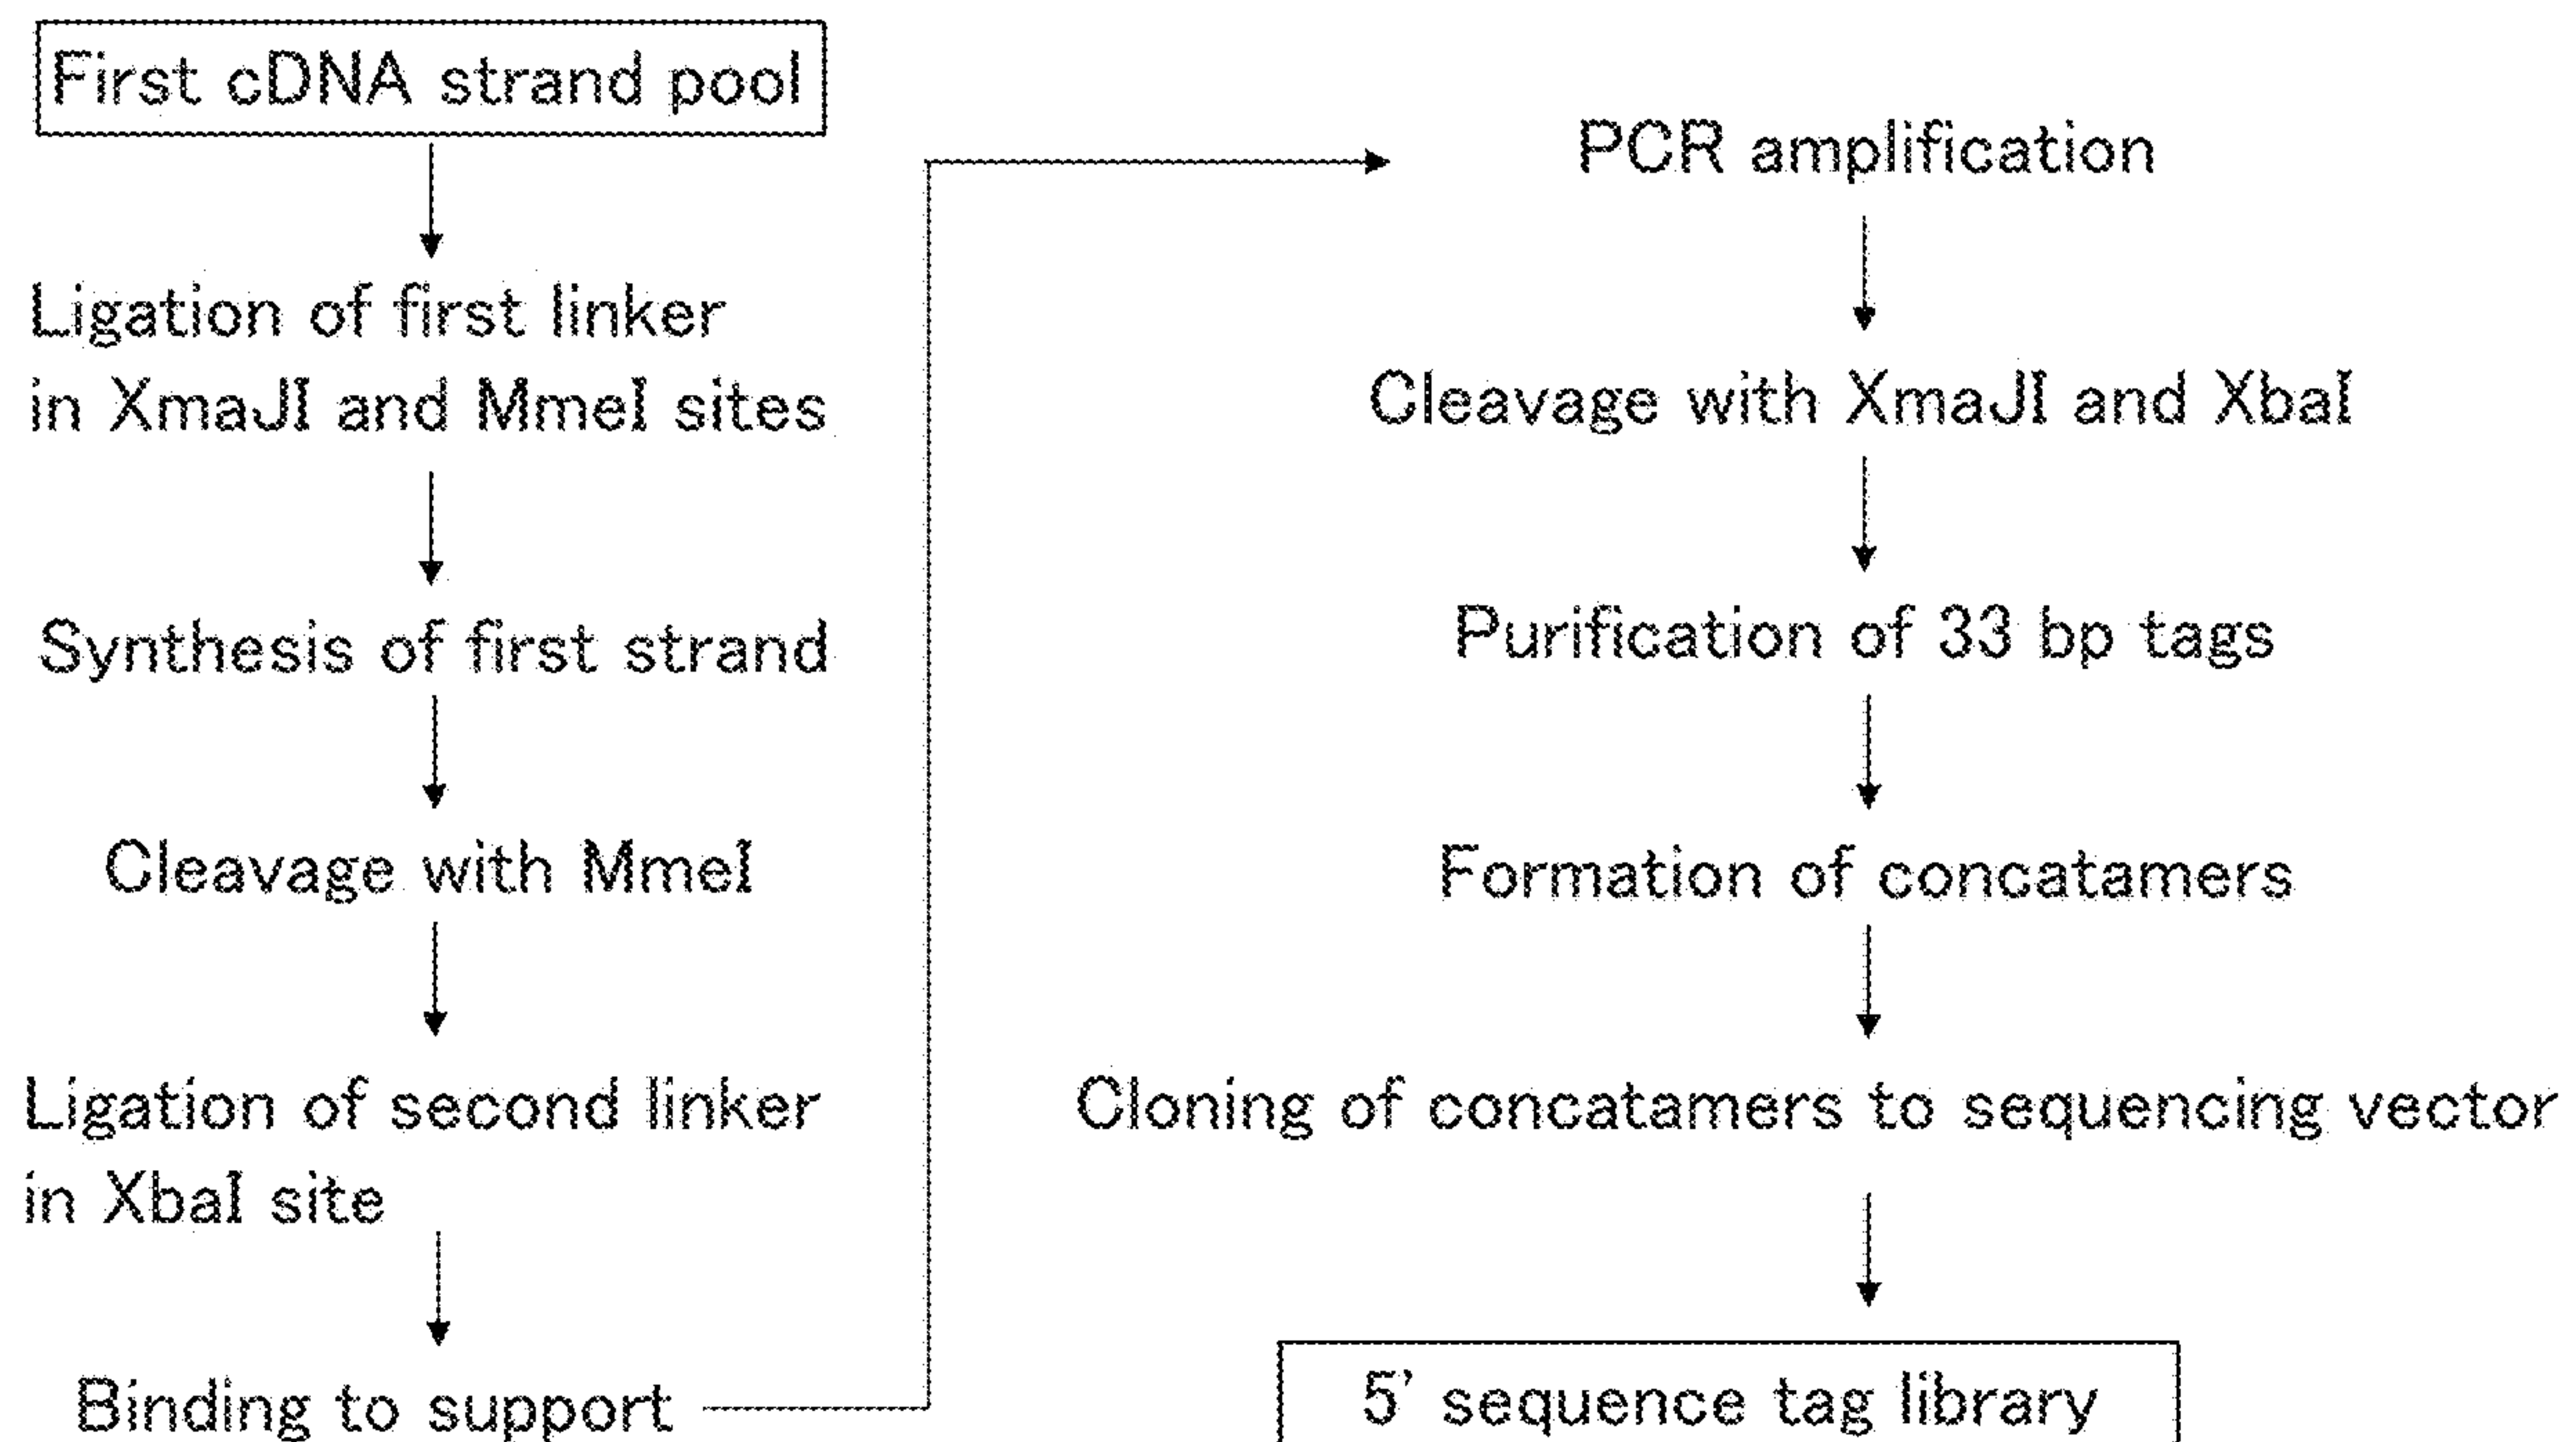 First cDNA strand pool
Ligation of first linker
in XmaJI and MmeI sites
Synthesis of first strand
Cleavage with MmeI
Ligation of second linker
in XbaI site
Binding to support
PCR amplification
Cleavage with XmaJI and XbaI
Purification of 33 bp tags
Formation of concatamers
Cloning of concatamers to sequencing vector
5' sequence tag library